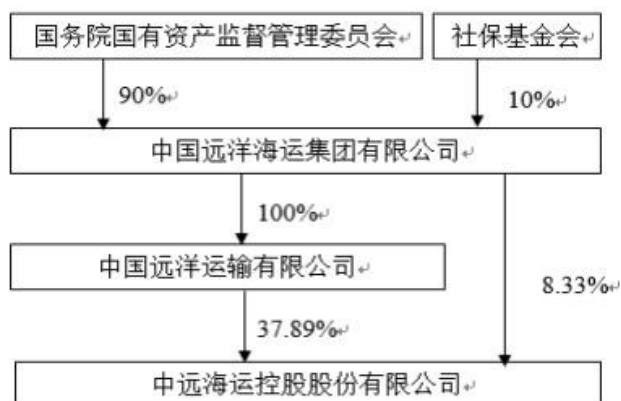 国务院国有资产监督管理委员会↵
社保基金会↵
90%↵
10%↵
中国远洋海运集团有限公司↵
100%↵
中国远洋运输有限公司↵
8.33%↵
37.89%↵
中远海运控股股份有限公司↵